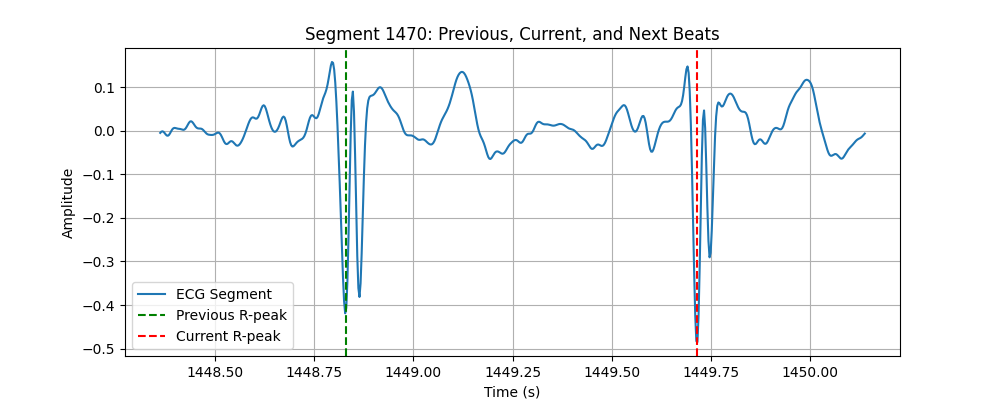 Segment 1470: Previous, Current, and Next Beats
Amplitude
0.1
0.0
−0.1
−0.2
−0.3
−0.4
−0.5
ECG Segment
Previous R-peak
Current R-peak
1448.50 1448.75 1449.00 1449.25 1449.50 1449.75 1450.00
Time (s)